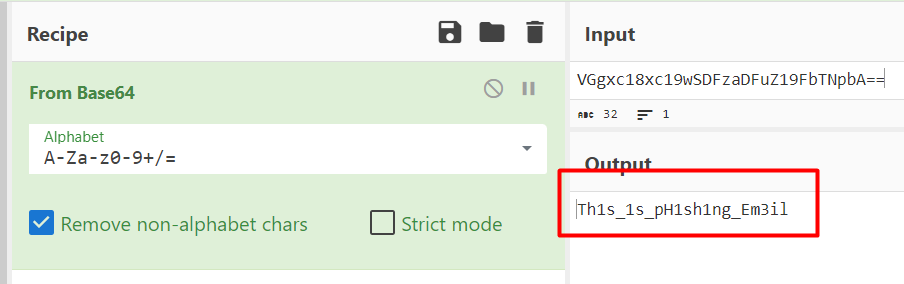 Recipe
From Base64
Alphabet
A-Za-z0-9+/=
Remove non-alphabet chars
Strict mode
Input
VGgxc18xc19wSDFzaDFuZ19FbTNpbA==
ABC 32 1
Output
Th1s_1s_pH1sh1ng_Em3il